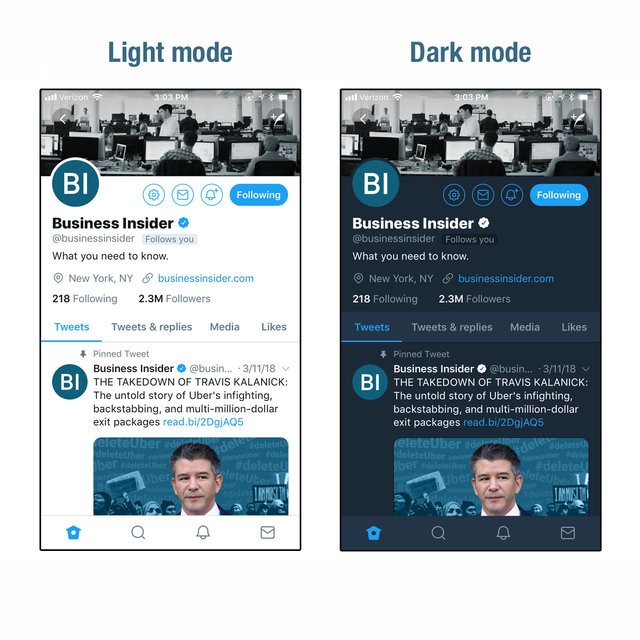 Light mode
Verizon 3:03 PM
BI
Following
Business Insider
@businessinsider Follows you
What you need to know.
New York, NY businessinsider.com
218 Following 2.3M Followers
Tweets Tweets & replies Media Likes
Pinned Tweet
BI
Business Insider @busin... · 3/11/18
THE TAKEDOWN OF TRAVIS KALANICK:
The untold story of Uber's infighting,
backstabbing, and multi-million-dollar
exit packages read.bi/2DgjAQ5
#deleteUber
I AM MUSLIM
Dark mode
Verizon 3:03 PM
BI
Following
Business Insider
@businessinsider Follows you
What you need to know.
New York, NY businessinsider.com
218 Following 2.3M Followers
Tweets Tweets & replies Media Likes
Pinned Tweet
BI
Business Insider @busin... · 3/11/18
THE TAKEDOWN OF TRAVIS KALANICK:
The untold story of Uber's infighting,
backstabbing, and multi-million-dollar
exit packages read.bi/2DgjAQ5
#deleteUber